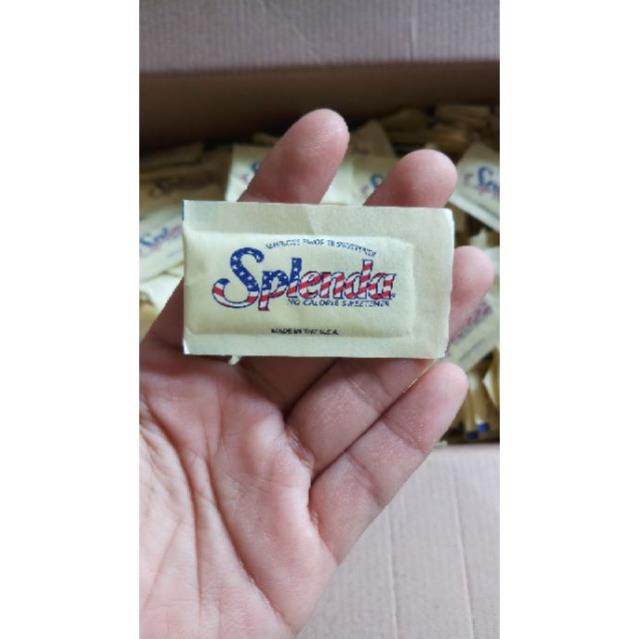 Splenda
NO CALORIE SWEETENER
MADE IN THE U.S.A.